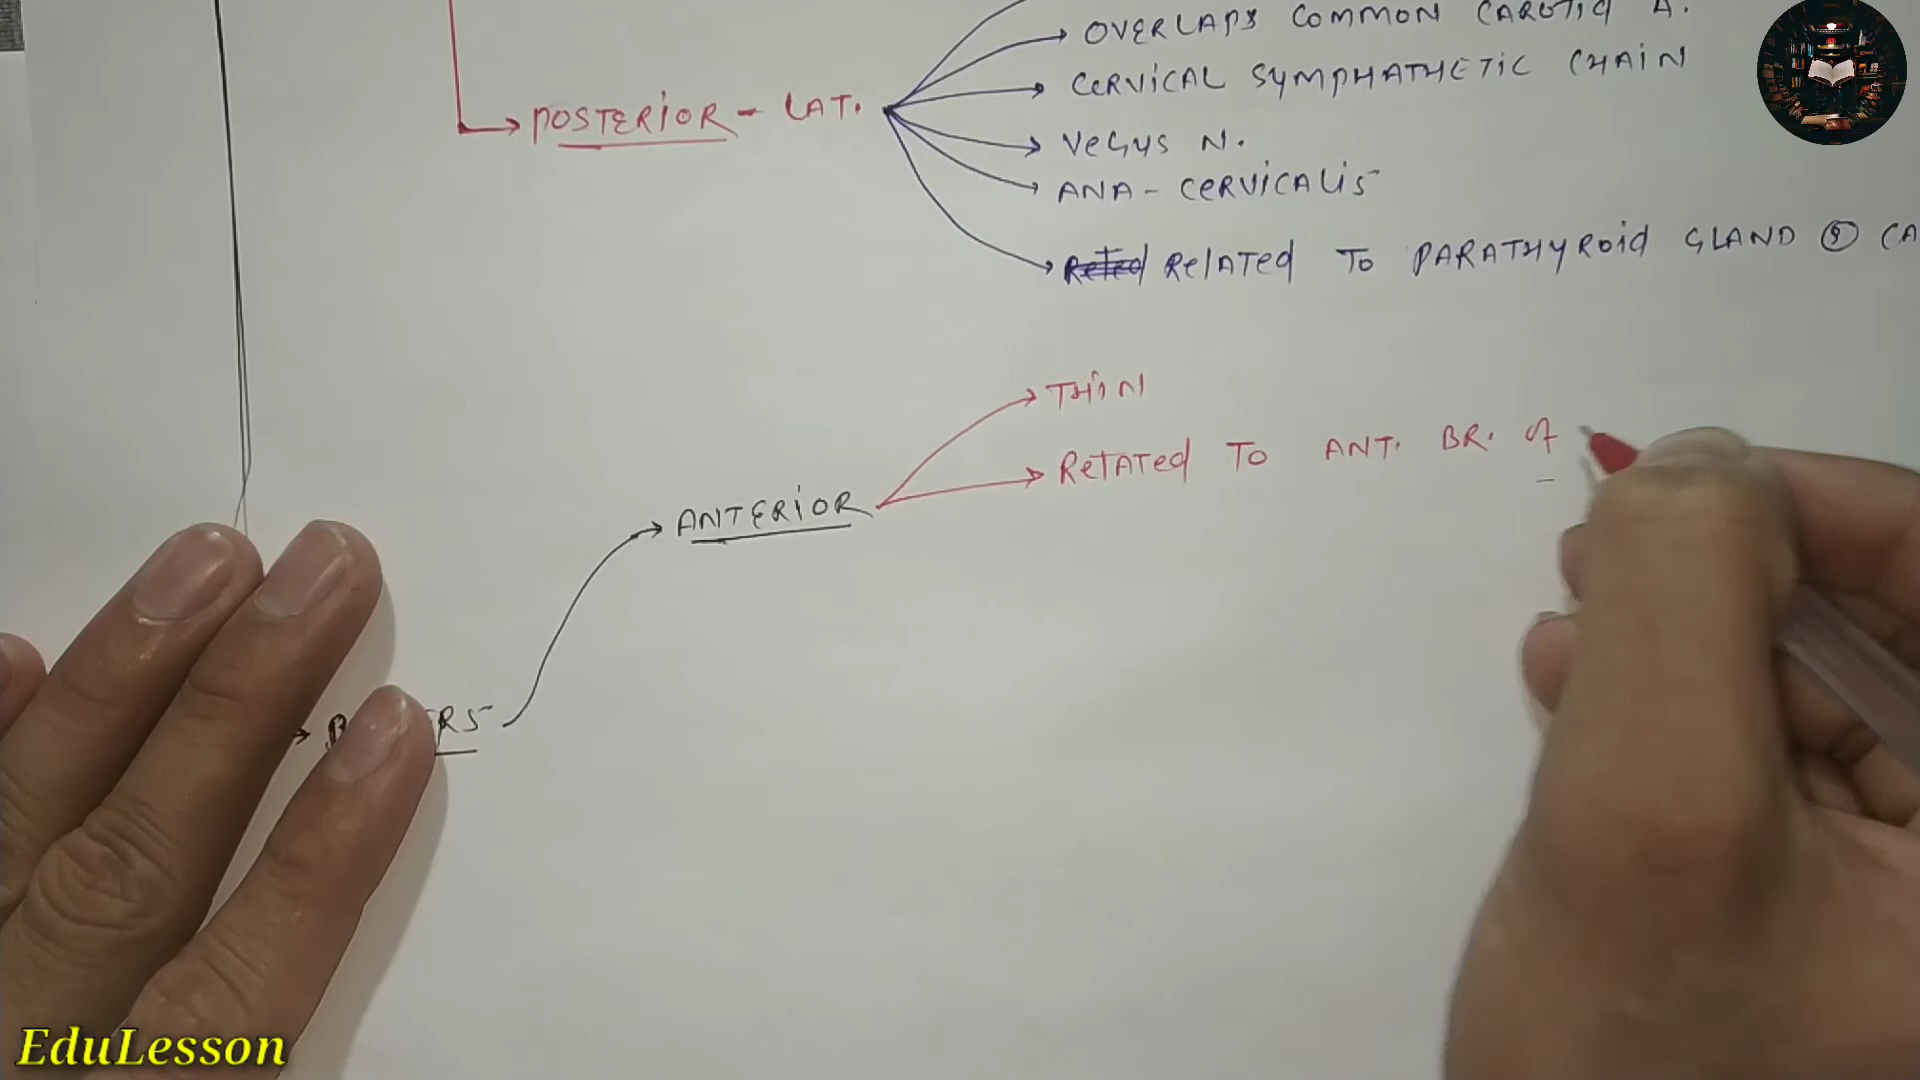 OVERLAPS COMMON CAROTID A.
CERVICAL SYMPHATHETIC CHAIN
POSTERIOR - LAT.
VEGUS N.
ANA - CERVICALIS
RELATED TO PARATHYROID GLAND & CA
THIN
RETATED TO ANT. BR. OF
ANTERIOR
EduLesson